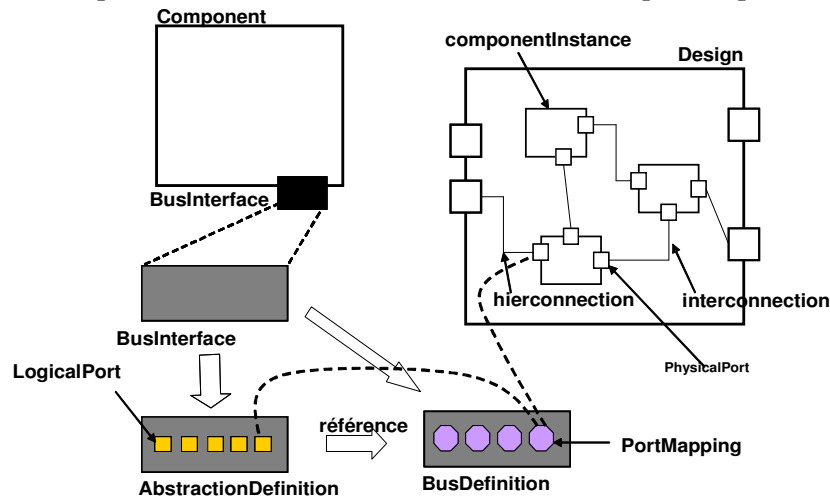 Component
componentInstance
Design
BusInterface
hierconnection
interconnection
BusInterface
PhysicalPort
LogicalPort
référence
PortMapping
AbstractionDefinition
BusDefinition